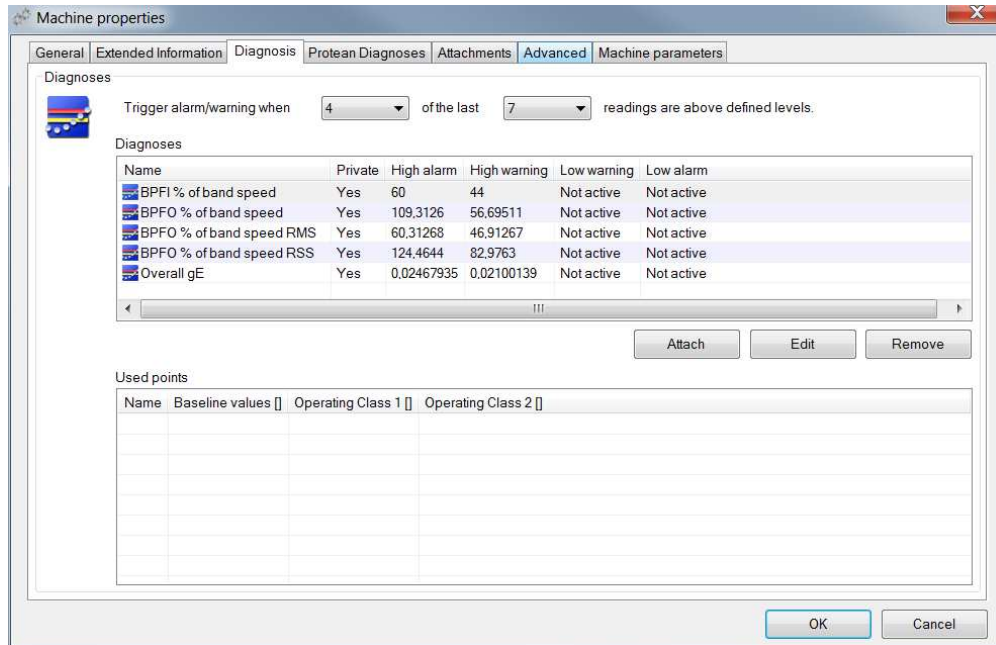 Machine properties
General Extended Information Diagnosis Protean Diagnoses Attachments Advanced Machine parameters
Diagnoses
Trigger alarm/warning when 4 of the last 7 readings are above defined levels.
Diagnoses
Name Private High alarm High warning Low warning Low alarm
BPFI % of band speed Yes 60 44 Not active Not active
BPFO % of band speed Yes 109,3126 56,69511 Not active Not active
BPFO % of band speed RMS Yes 60,31268 46,91267 Not active Not active
BPFO % of band speed RSS Yes 124,4644 82,9763 Not active Not active
Overall gE Yes 0,02467935 0,02100139 Not active Not active
Attach Edit Remove
Used points
Name Baseline values [] Operating Class 1 [] Operating Class 2 []
OK Cancel